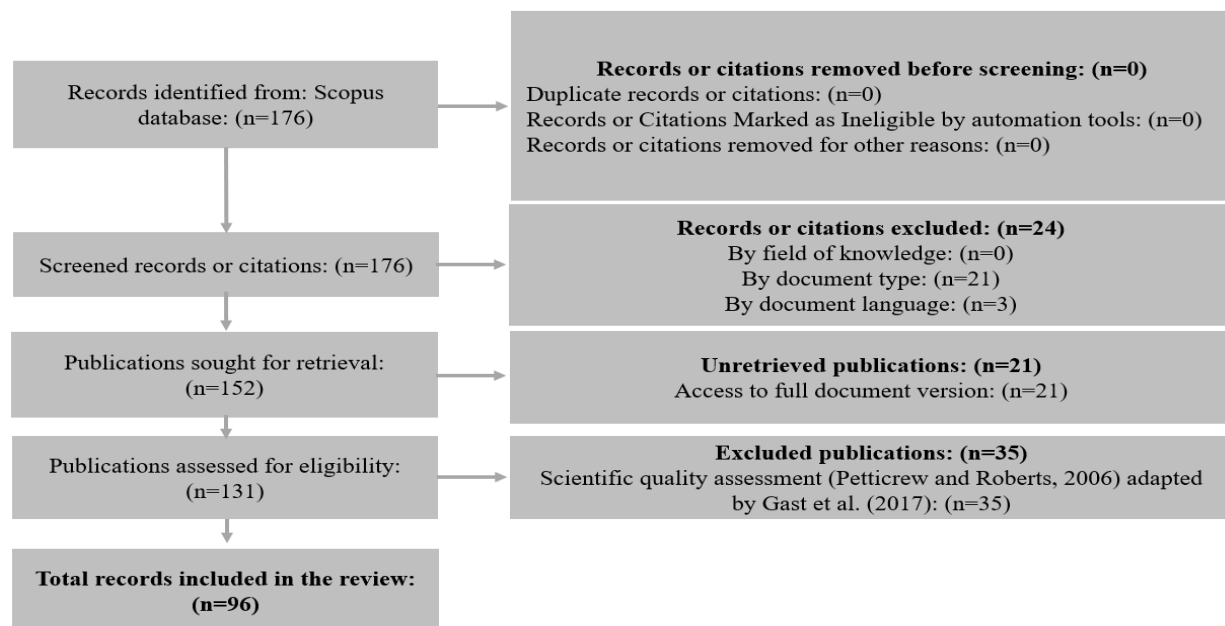 Records identified from: Scopus
database: (n=176)
Records or citations removed before screening: (n=0)
Duplicate records or citations: (n=0)
Records or Citations Marked as Ineligible by automation tools: (n=0)
Records or citations removed for other reasons: (n=0)
Screened records or citations: (n=176)
Records or citations excluded: (n=24)
By field of knowledge: (n=0)
By document type: (n=21)
By document language: (n=3)
Publications sought for retrieval:
(n=152)
Unretrieved publications: (n=21)
Access to full document version: (n=21)
Publications assessed for eligibility:
(n=131)
Excluded publications: (n=35)
Scientific quality assessment (Petticrew and Roberts, 2006) adapted
by Gast et al. (2017): (n=35)
Total records included in the review:
(n=96)